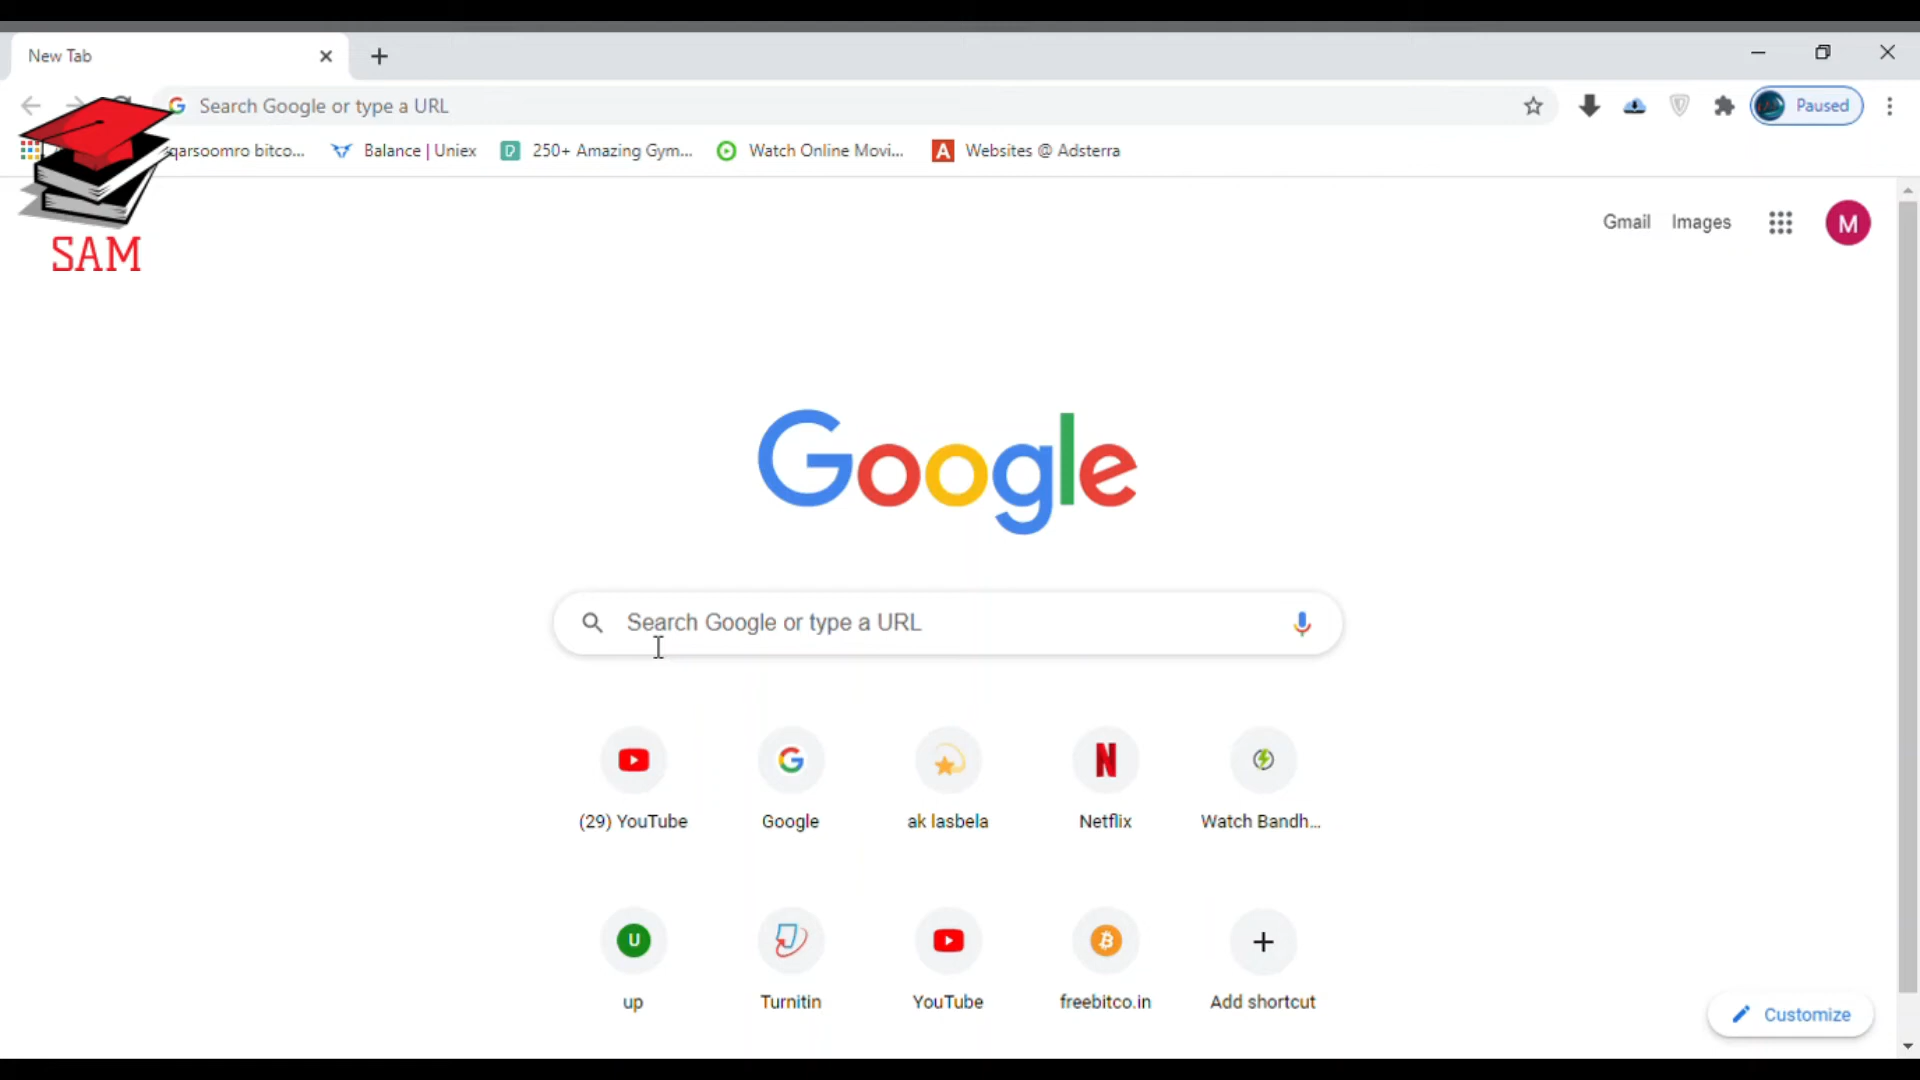 New Tab
Search Google or type a URL
Paused
qarsoomro bitco...
Balance | Uniex
250+ Amazing Gym...
Watch Online Movi...
A Websites @ Adsterra
SAM
Gmail Images
M
Google
Search Google or type a URL
(29) YouTube
Google
ak lasbela
N
Netflix
Watch Bandh...
U
up
Turnitin
YouTube
freebitco.in
Add shortcut
Customize